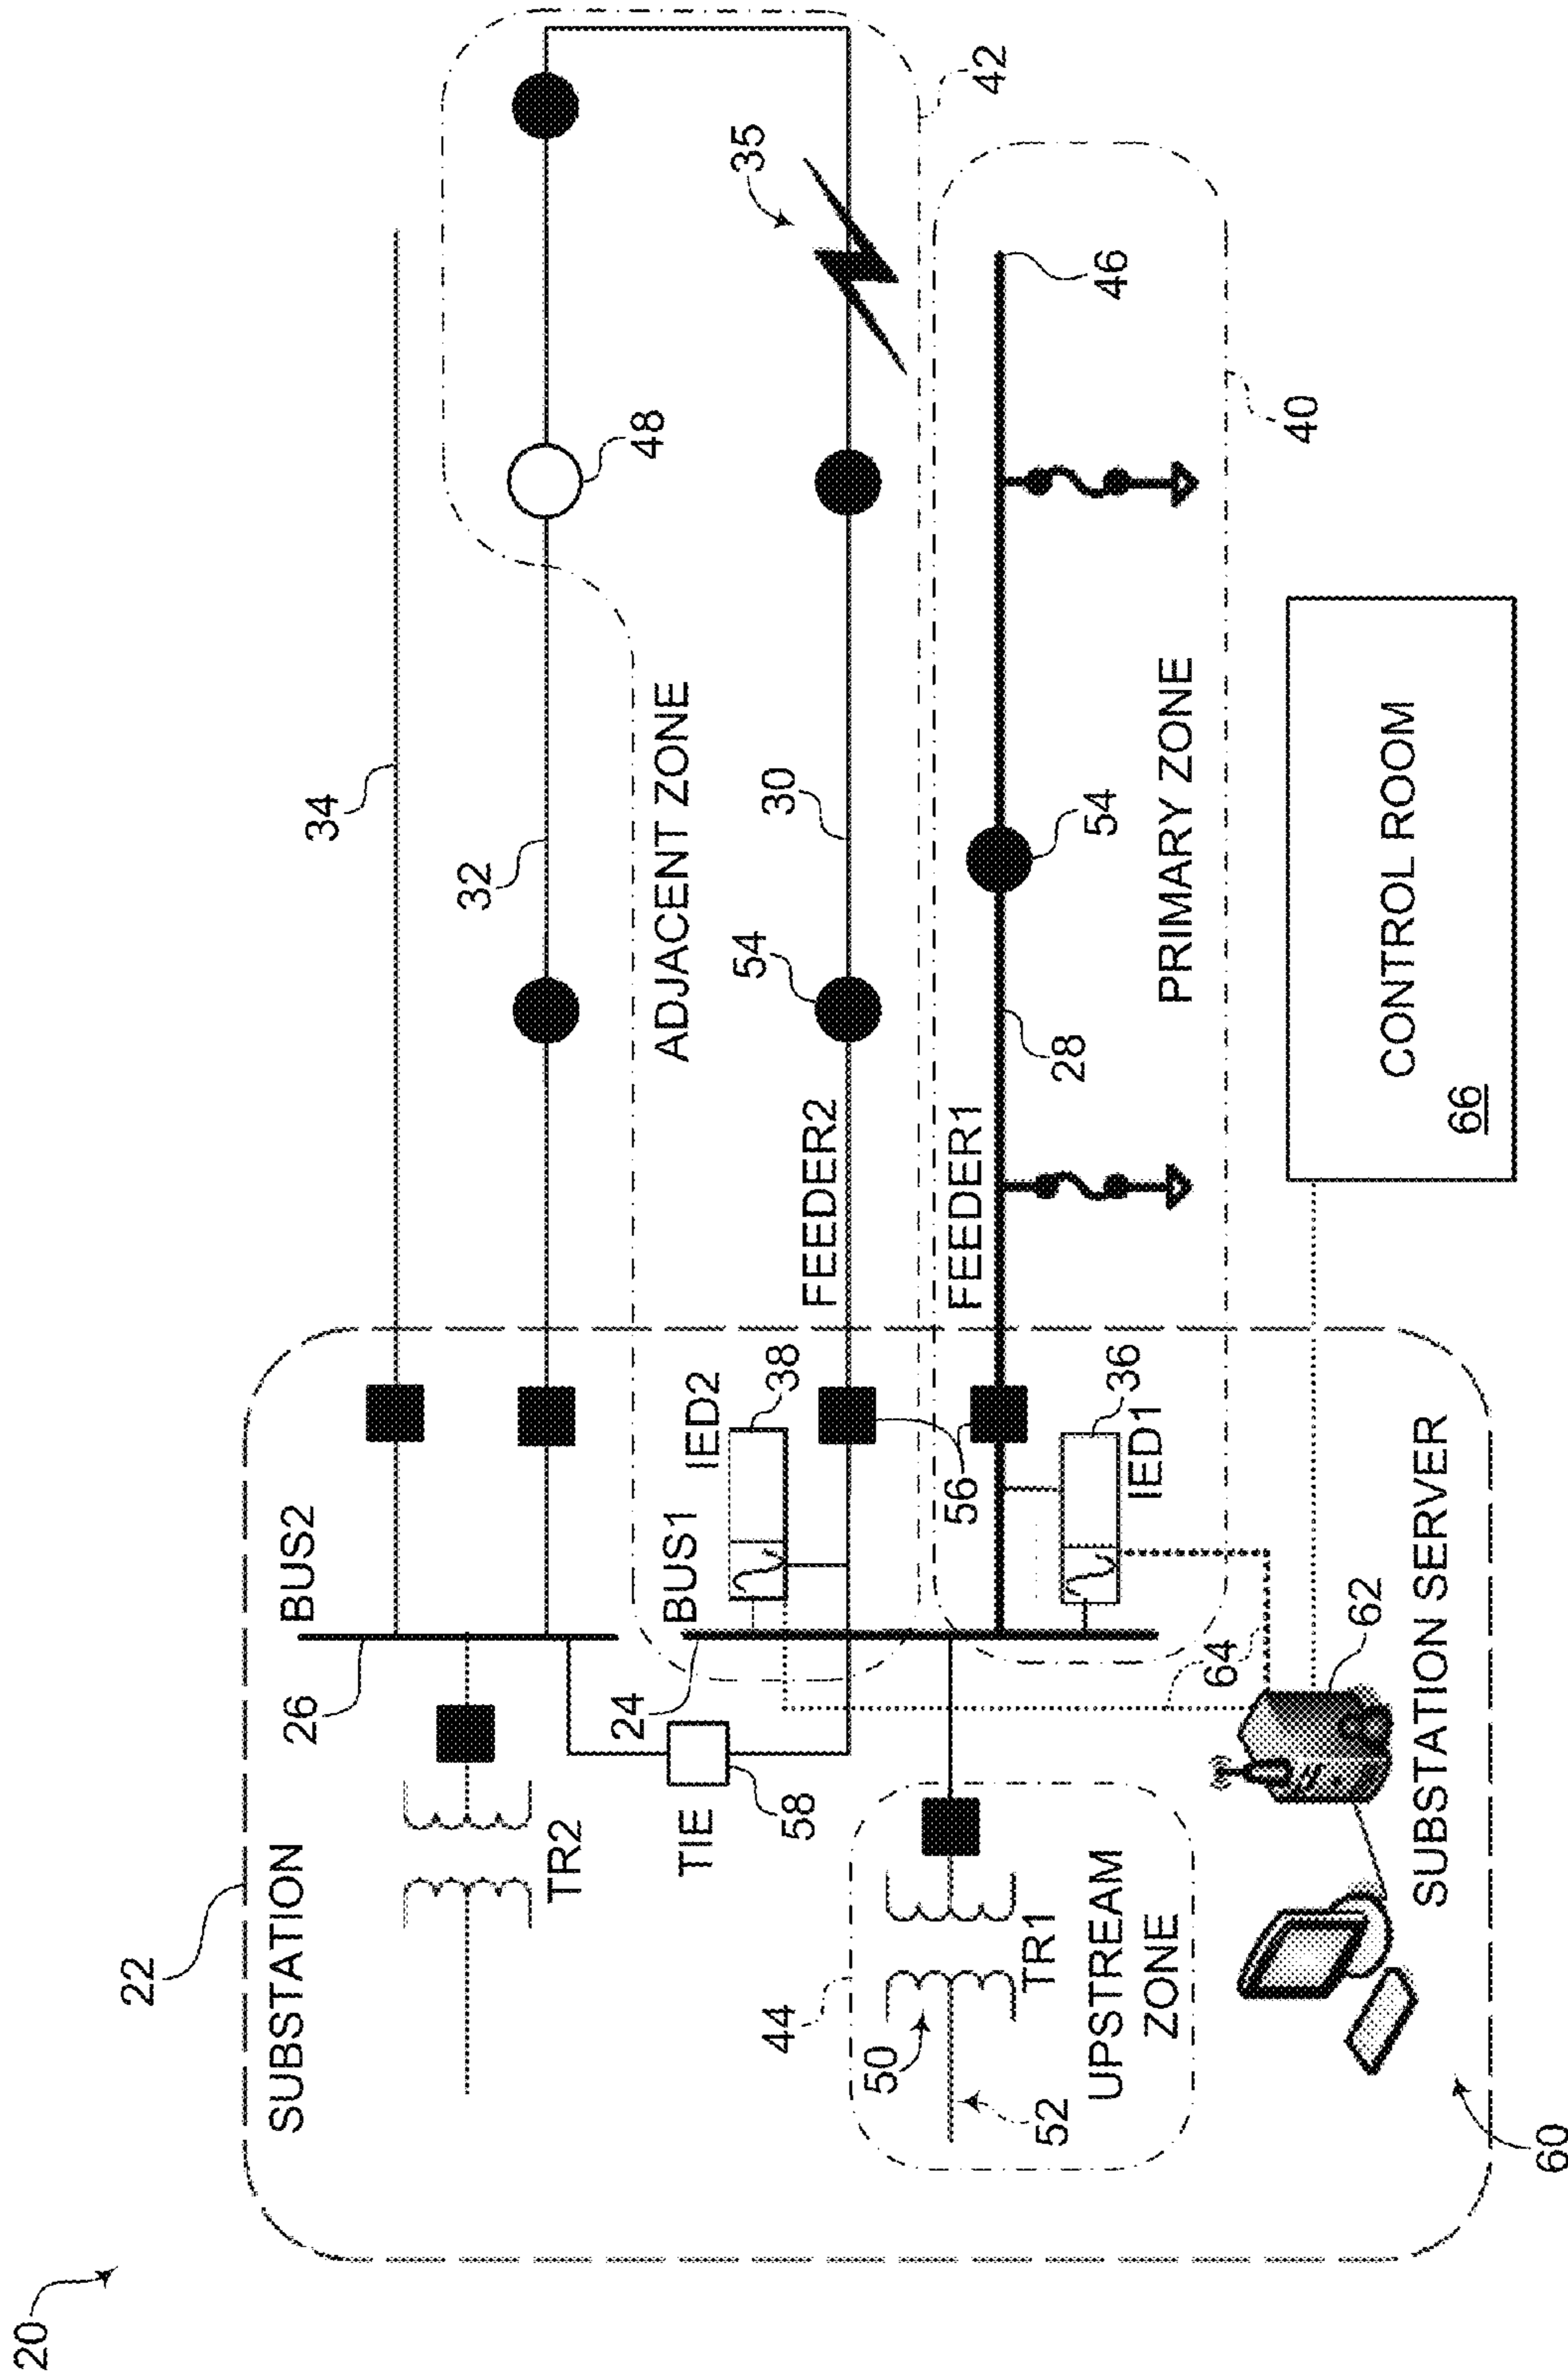 20
22
SUBSTATION
TR2
26
BUS2
34
32
48
TIE
58
24
BUS1
IED2
38
ADJACENT ZONE
54
30
35
42
FEEDER2
56
FEEDER1
28
54
46
44
50
52
TR1
UPSTREAM
ZONE
36
IED1
PRIMARY ZONE
40
64
62
SUBSTATION SERVER
60
CONTROL ROOM
66